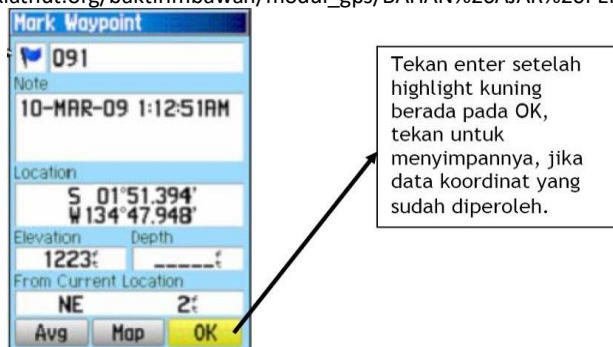 Mark Waypoint
091
Note
10-MAR-09 1:12:51AM
Location
S 01°51.394'
W 134°47.948'
Elevation Depth
1223
From Current Location
NE 2
Avg Map OK
Tekan enter setelah
highlight kuning
berada pada OK,
tekan untuk
menyimpannya, jika
data koordinat yang
sudah diperoleh.